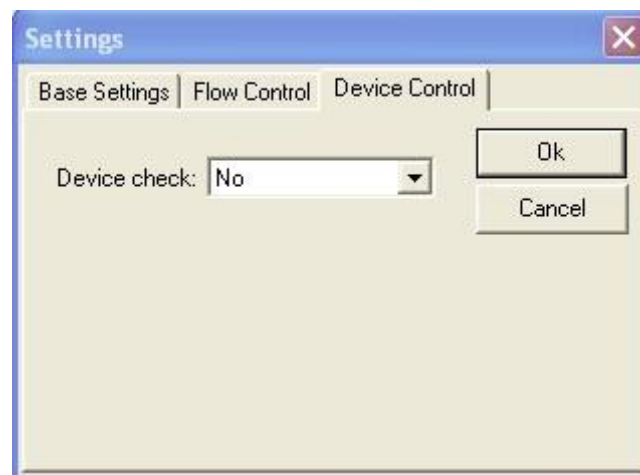 Settings
Base Settings Flow Control Device Control
Device check: No
Ok
Cancel